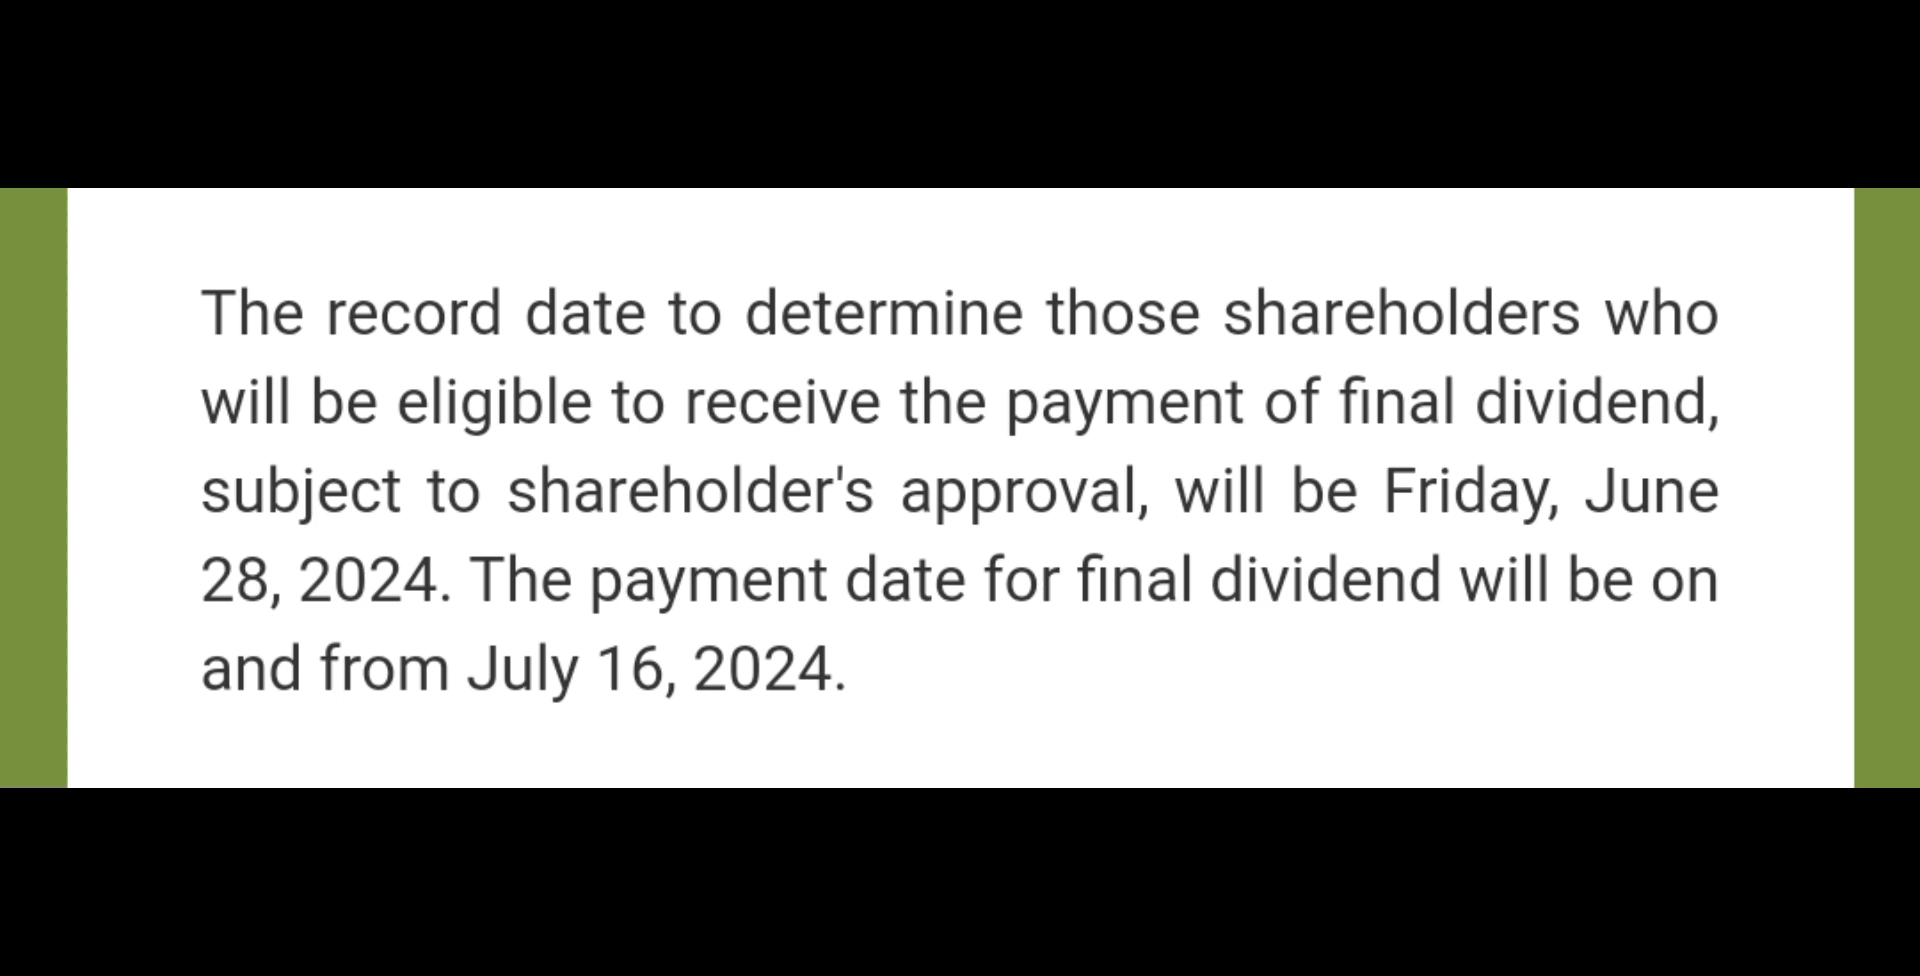 The record date to determine those shareholders who
will be eligible to receive the payment of final dividend,
subject to shareholder's approval, will be Friday, June
28, 2024. The payment date for final dividend will be on
and from July 16, 2024.